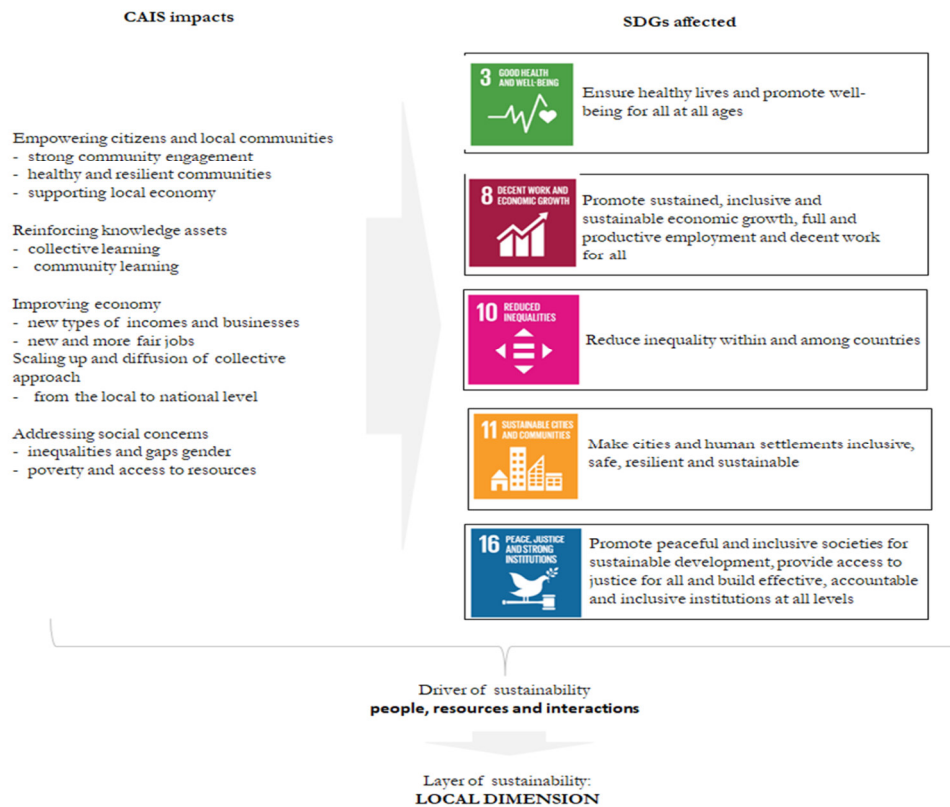 CAIS impacts
Empowering citizens and local communities
- strong community engagement
- healthy and resilient communities
- supporting local economy
Reinforcing knowledge assets
- collective learning
- community learning
Improving economy
- new types of incomes and businesses
- new and more fair jobs
Scaling up and diffusion of collective
approach
- from the local to national level
Addressing social concerns
- inequalities and gaps gender
- poverty and access to resources
SDGs affected
3 GOOD HEALTH
AND WELL-BEING
Ensure healthy lives and promote well-
being for all at all ages
8 DECENT WORK AND
ECONOMIC GROWTH
Promote sustained, inclusive and
sustainable economic growth, full and
productive employment and decent work
for all
10 REDUCED
INEQUALITIES
Reduce inequality within and among countries
11 SUSTAINABLE CITIES
AND COMMUNITIES
Make cities and human settlements inclusive,
safe, resilient and sustainable
16 PEACE, JUSTICE
AND STRONG
INSTITUTIONS
Promote peaceful and inclusive societies for
sustainable development, provide access to
justice for all and build effective, accountable
and inclusive institutions at all levels
Driver of sustainability
people, resources and interactions
Layer of sustainability:
LOCAL DIMENSION